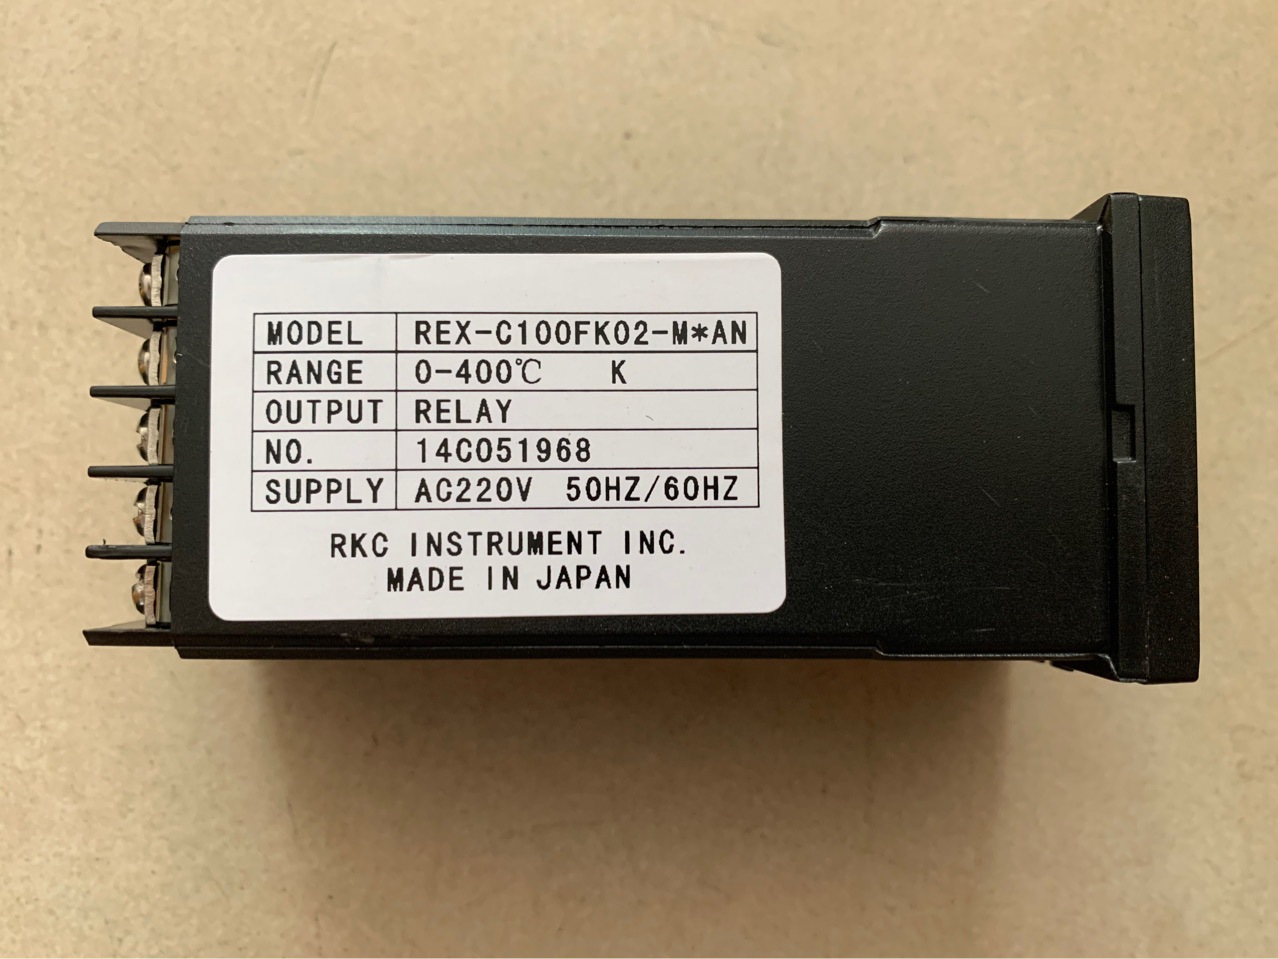 MODEL REX-C100FK02-M*AN
RANGE 0-400℃ K
OUTPUT RELAY
NO. 14C051968
SUPPLY AC220V 50HZ/60HZ
RKC INSTRUMENT INC.
MADE IN JAPAN